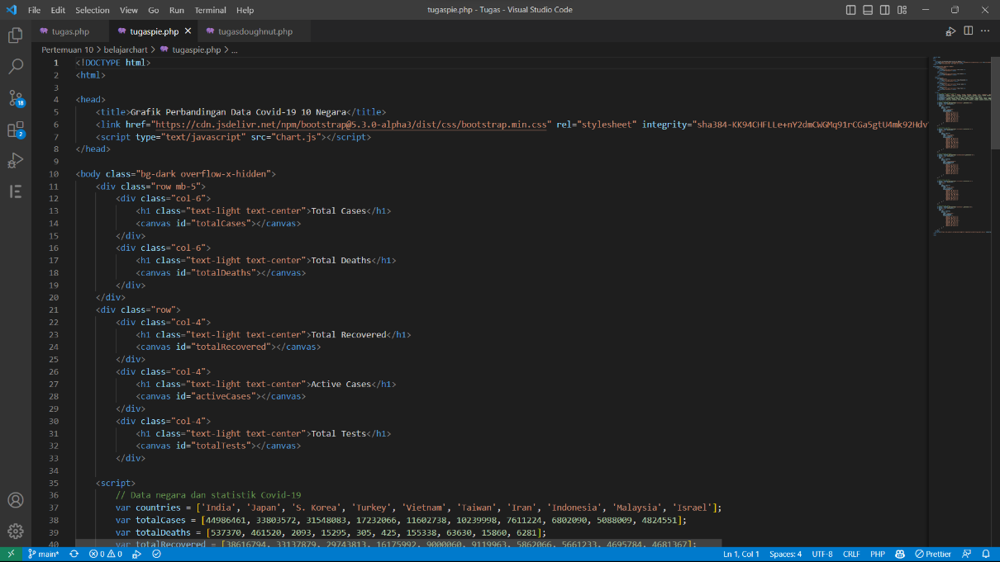 File Edit Selection View Go Run Terminal Help tugaspie.php - Tugas - Visual Studio Code
tugas.php tugaspie.php tugasdoughnut.php
Pertemuan 10 > belajarchart > tugaspie.php > ...
1 <!DOCTYPE html>
2 <html>
3
4 <head>
5 <title>Grafik Perbandingan Data Covid-19 10 Negara</title>
6 <link href="https://cdn.jsdelivr.net/npm/bootstrap@5.3.0-alpha3/dist/css/bootstrap.min.css" rel="stylesheet" integrity="sha384-KK94CHFLLe+nY2dmCWGMq91rCGa5gtU4mk92Hdv
7 <script type="text/javascript" src="Chart.js"></script>
8 </head>
9
10 <body class="bg-dark overflow-x-hidden">
11 <div class="row mb-5">
12 <div class="col-6">
13 <h1 class="text-light text-center">Total Cases</h1>
14 <canvas id="totalCases"></canvas>
15 </div>
16 <div class="col-6">
17 <h1 class="text-light text-center">Total Deaths</h1>
18 <canvas id="totalDeaths"></canvas>
19 </div>
20 </div>
21 <div class="row">
22 <div class="col-4">
23 <h1 class="text-light text-center">Total Recovered</h1>
24 <canvas id="totalRecovered"></canvas>
25 </div>
26 <div class="col-4">
27 <h1 class="text-light text-center">Active Cases</h1>
28 <canvas id="activeCases"></canvas>
29 </div>
30 <div class="col-4">
31 <h1 class="text-light text-center">Total Tests</h1>
32 <canvas id="totalTests"></canvas>
33 </div>
34
35 <script>
36 // Data negara dan statistik Covid-19
37 var countries = ['India', 'Japan', 'S. Korea', 'Turkey', 'Vietnam', 'Taiwan', 'Iran', 'Indonesia', 'Malaysia', 'Israel'];
38 var totalCases = [44986461, 33803572, 31548083, 17232066, 11602738, 10239998, 7611224, 6802090, 5088009, 4824551];
39 var totalDeaths = [537370, 461520, 2093, 15295, 305, 425, 155338, 63630, 15860, 6281];
40 var totalRecovered = [38616794, 33137879, 29743813, 16175992, 9000060, 9119963, 5862066, 5661233, 4695784, 4681367];
18
2
main* 0 0 Ln 1, Col 1 Spaces: 4 UTF-8 CRLF PHP Prettier